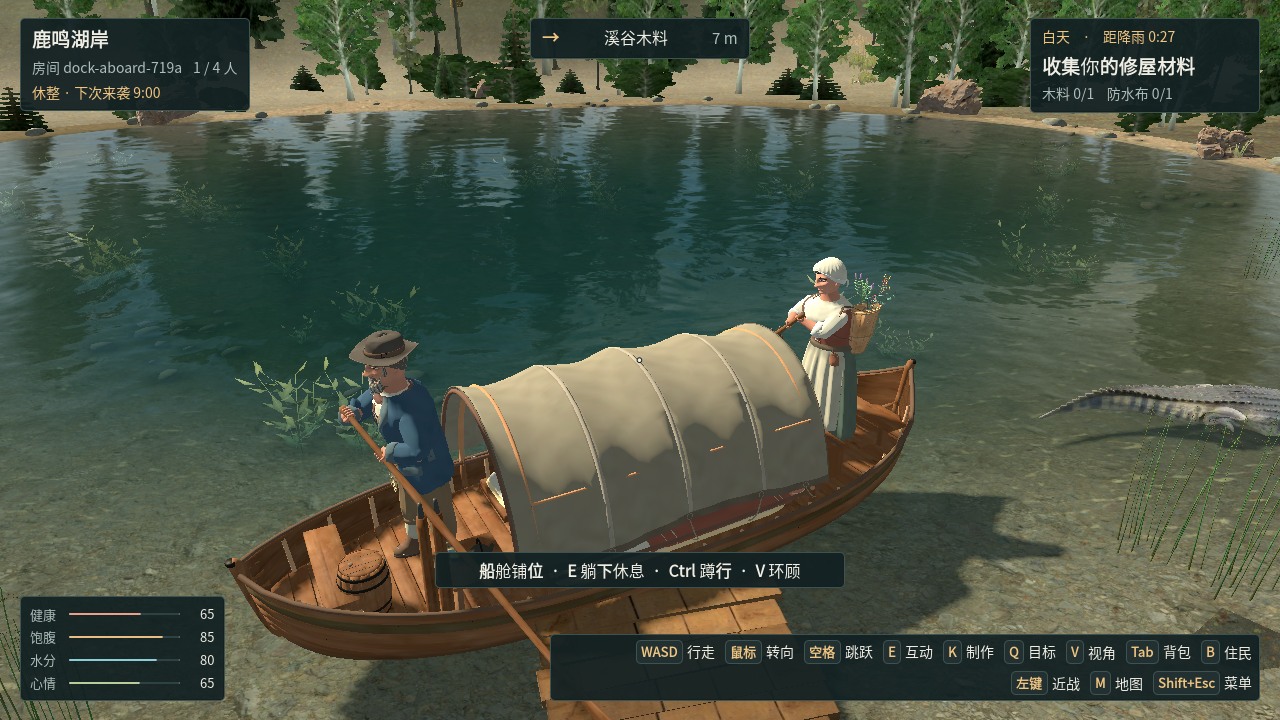 鹿鸣湖岸
房间 dock-aboard-719a 1 / 4 人
休整 · 下次来袭 9:00
→ 溪谷木料 7 m
白天 · 距降雨 0:27
收集你的修屋材料
木料 0/1 防水布 0/1
船舱铺位 · E 躺下休息 · Ctrl 蹲行 · V 环顾
健康 65
饱腹 85
水分 80
心情 65
WASD 行走 鼠标 转向 空格 跳跃 E 互动 K 制作 Q 目标 V 视角 Tab 背包 B 住民
左键 近战 M 地图 Shift+Esc 菜单